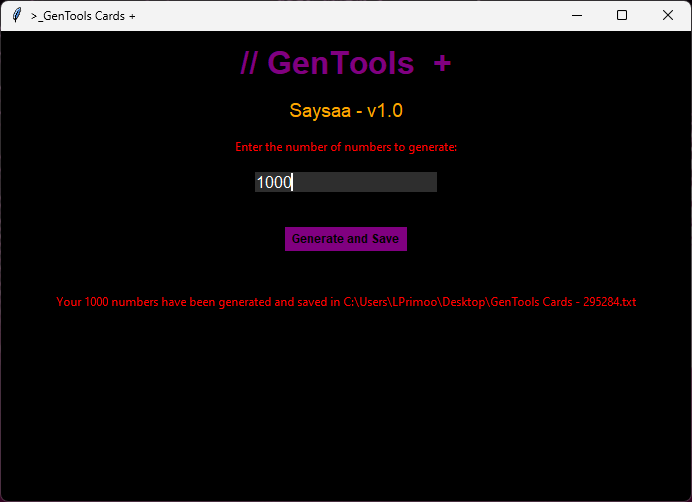 >_GenTools Cards +
// GenTools  +
Saysaa - v1.0
Enter the number of numbers to generate:
1000
Generate and Save
Your 1000 numbers have been generated and saved in C:\Users\LPrimoo\Desktop\GenTools Cards - 295284.txt